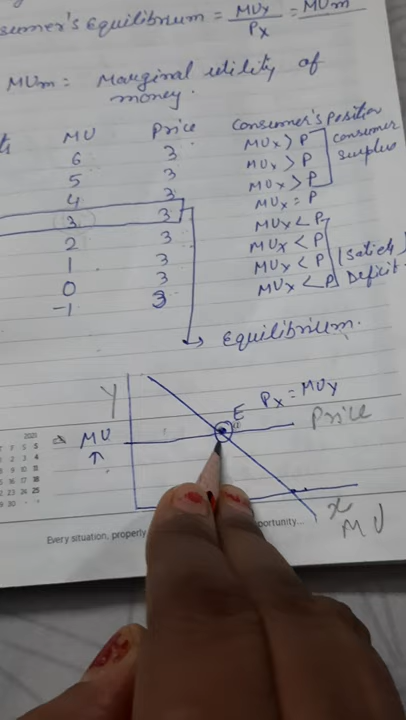 Equilibrium = MUx / Px = MUm
MUm = Marginal utility of
money.
MU Price Consumer's position
6 3 MUx > P
5 3 MUx > P consumer
4 3 MUx > P surplus
3 3 MUx = P
2 3 MUx < P
1 3 MUx < P
0 3 MUx < P Deficit
-1 3 MUx < P
Equilibrium.
Y E Px = MUx
Price
MU
x
MU
2025
Every situation, properly